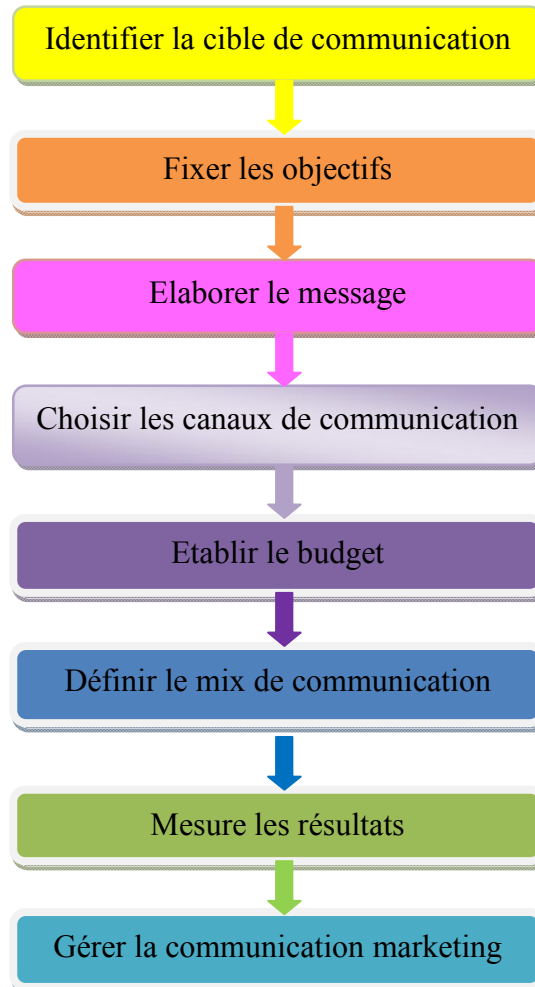 Identifier la cible de communication
Fixer les objectifs
Elaborer le message
Choisir les canaux de communication
Etablir le budget
Définir le mix de communication
Mesure les résultats
Gérer la communication marketing